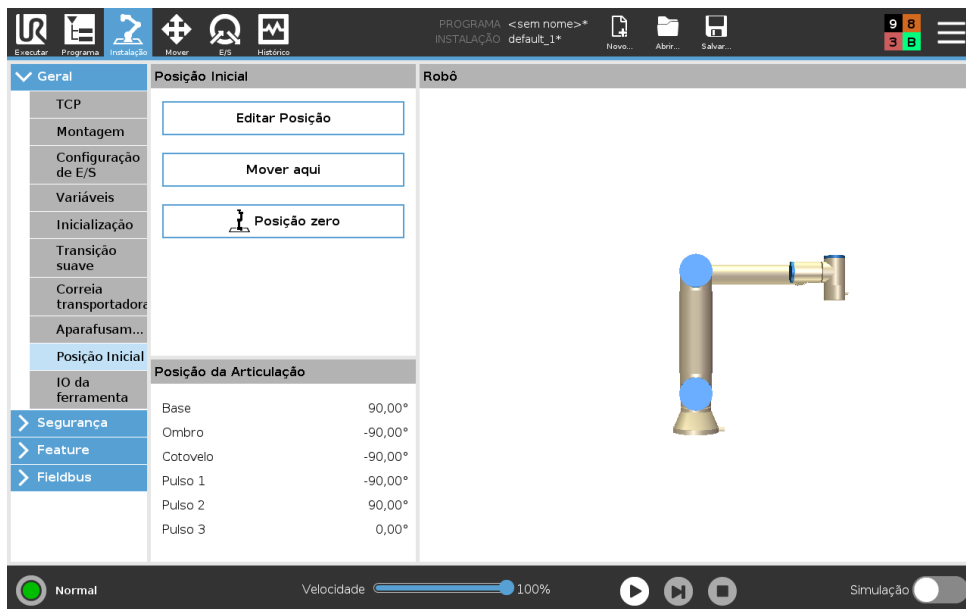 PROGRAMA <sem nome>*
INSTALAÇÃO default_1*
Executar
Programa
Instalação
Mover
E/S
Histórico
Novo...
Abrir...
Salvar...
9 8
3 B
Geral
TCP
Montagem
Configuração
de E/S
Variáveis
Inicialização
Transição
suave
Correia
transportadora
Aparafusam...
Posição Inicial
IO da
ferramenta
Segurança
Feature
Fieldbus
Posição Inicial
Editar Posição
Mover aqui
Posição zero
Posição da Articulação
Base 90,00°
Ombro -90,00°
Cotovelo -90,00°
Pulso 1 -90,00°
Pulso 2 90,00°
Pulso 3 0,00°
Robô
Normal
Velocidade 100%
Simulação